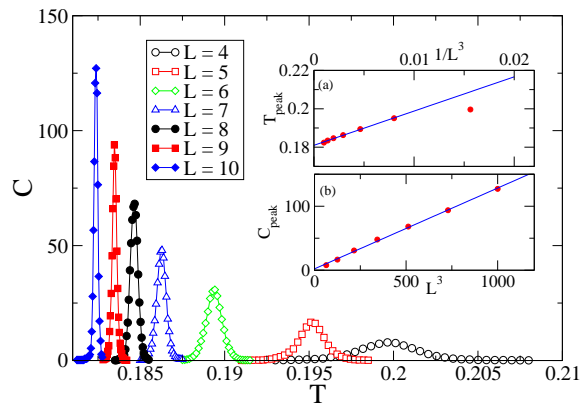 0 0.01 1/L³ 0.02
150
L = 4
L = 5
L = 6
L = 7
L = 8
L = 9
L = 10
0.22
(a)
T_peak
0.2
0.18
100
(b)
C_peak
100
0
0 500 1000
L³
C
50
0
0.185 0.19 0.195 0.2 0.205 0.21
T